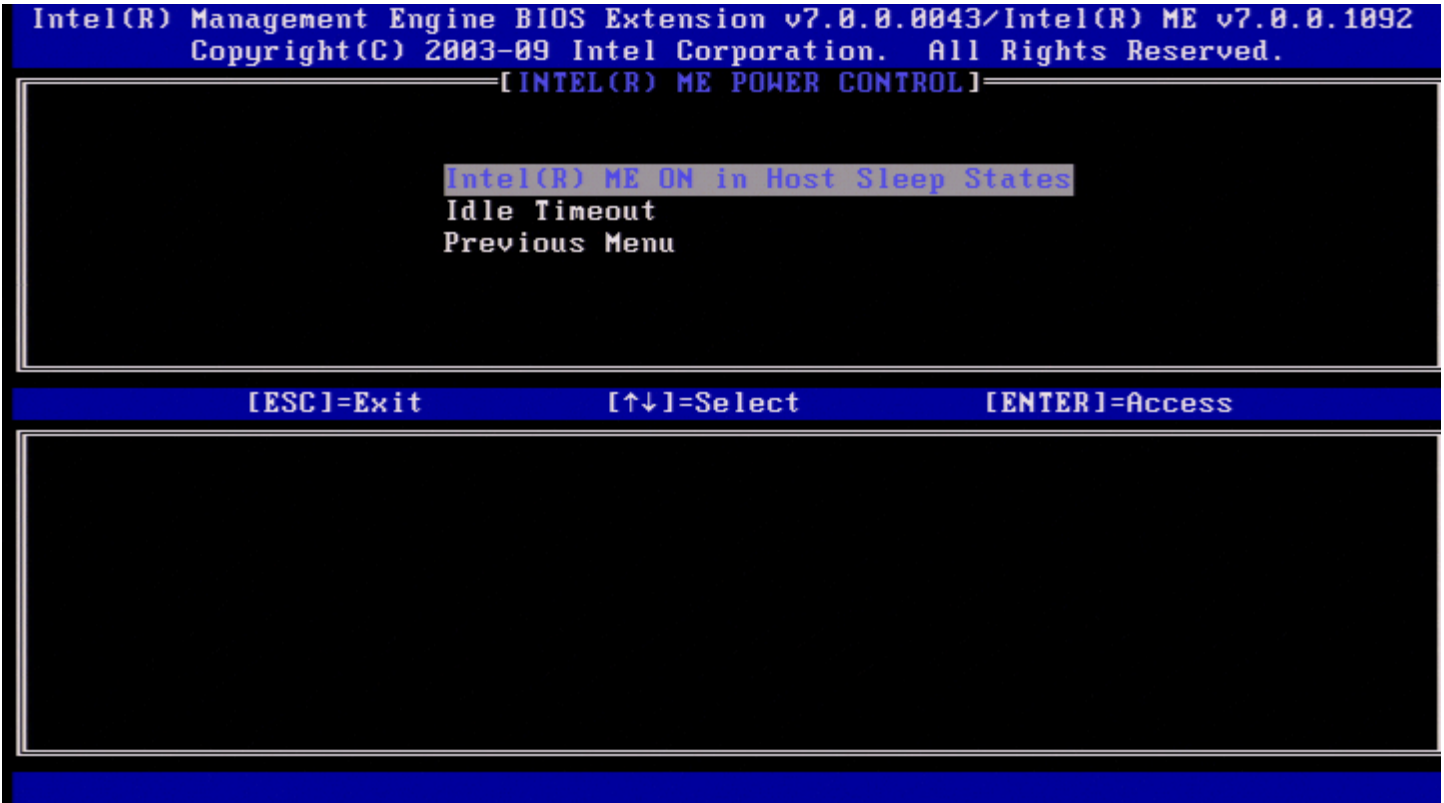 Intel(R) Management Engine BIOS Extension v7.0.0.0043/Intel(R) ME v7.0.0.1092
Copyright(C) 2003-09 Intel Corporation. All Rights Reserved.
[INTEL(R) ME POWER CONTROL]
Intel(R) ME ON in Host Sleep States
Idle Timeout
Previous Menu
[ESC]=Exit [↑↓]=Select [ENTER]=Access